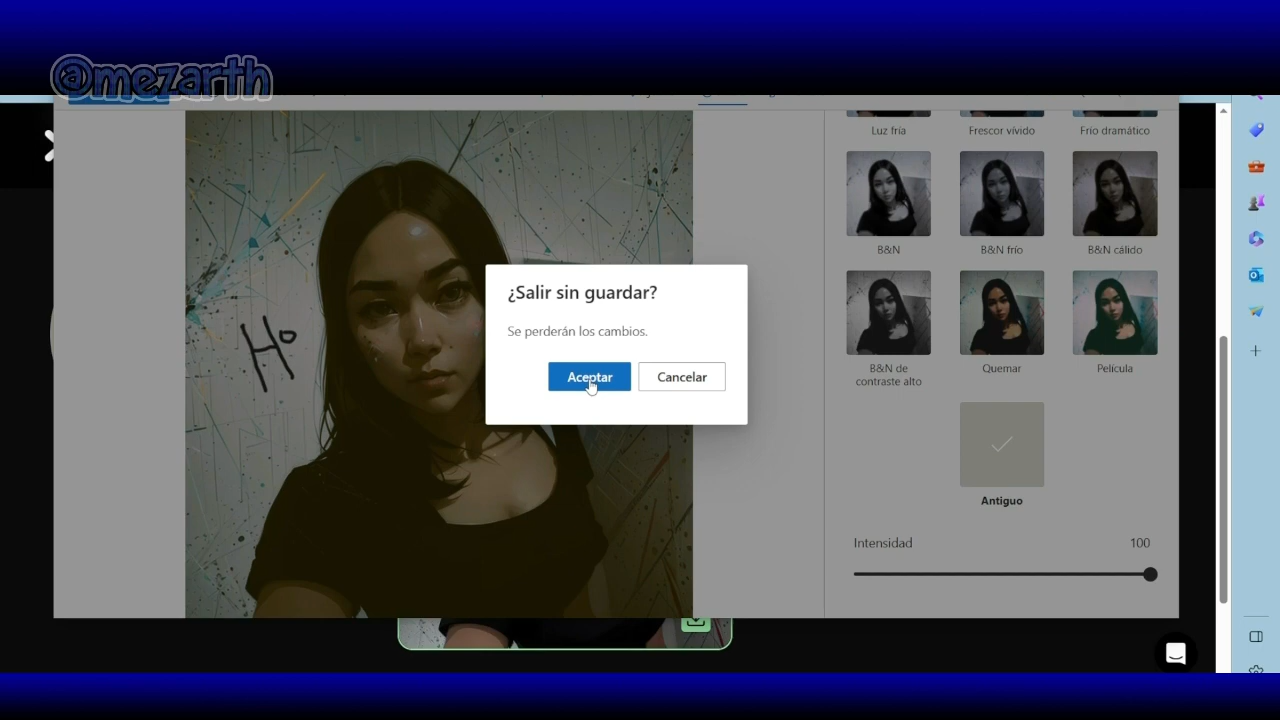 @mezarth
Luz fría
Frescor vívido
Frío dramático
B&N
B&N frío
B&N cálido
¿Salir sin guardar?
Se perderán los cambios.
Aceptar
Cancelar
Ho
B&N de
contraste alto
Quemar
Película
Antiguo
Intensidad
100